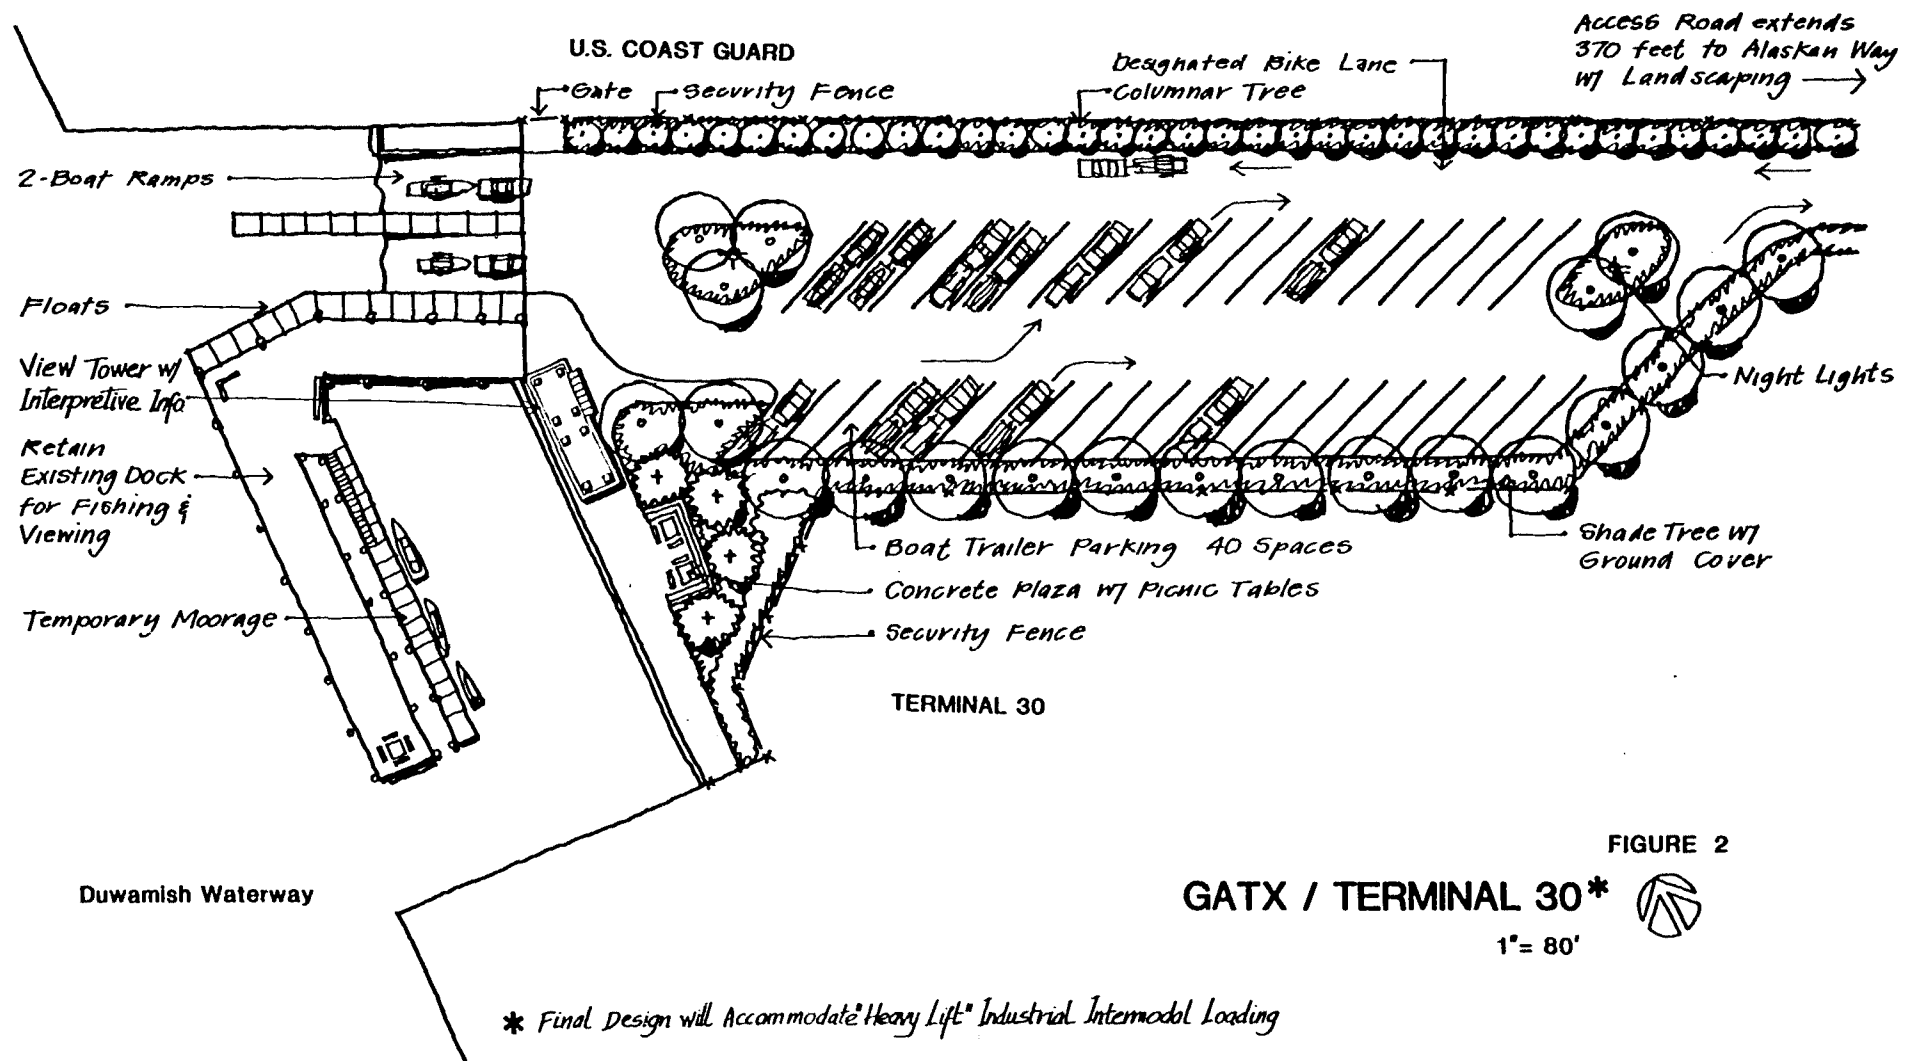 Access Road extends
370 feet to Alaskan Way
w/ Landscaping
U.S. COAST GUARD
Designated Bike Lane
Gate
Security Fence
Columnar Tree
2-Boat Ramps
Floats
View Tower w/
Interpretive Info.
Night Lights
Retain
Existing Dock
for Fishing &
Viewing
Shade Tree w/
Ground Cover
Boat Trailer Parking 40 Spaces
Concrete Plaza w/ Picnic Tables
Temporary Moorage
Security Fence
TERMINAL 30
FIGURE 2
Duwamish Waterway
GATX / TERMINAL 30*
1"= 80'
* Final Design will Accommodate "Heavy Lift" Industrial Intermodal Loading